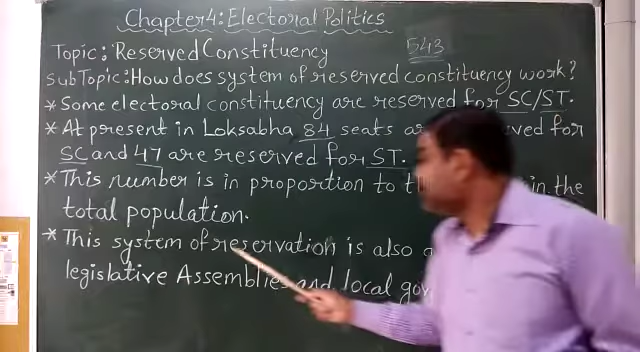 Chapter4: Electoral Politics
Topic: Reserved Constituency
543
SubTopic: How does system of reserved constituency work?
* Some electoral constituency are reserved for SC/ST.
* At present in Loksabha 84 seats for
SC and 47 are reserved for ST.
* This number is in proportion to in the
total population.
* This system of reservation is also
legislative Assemblies and local